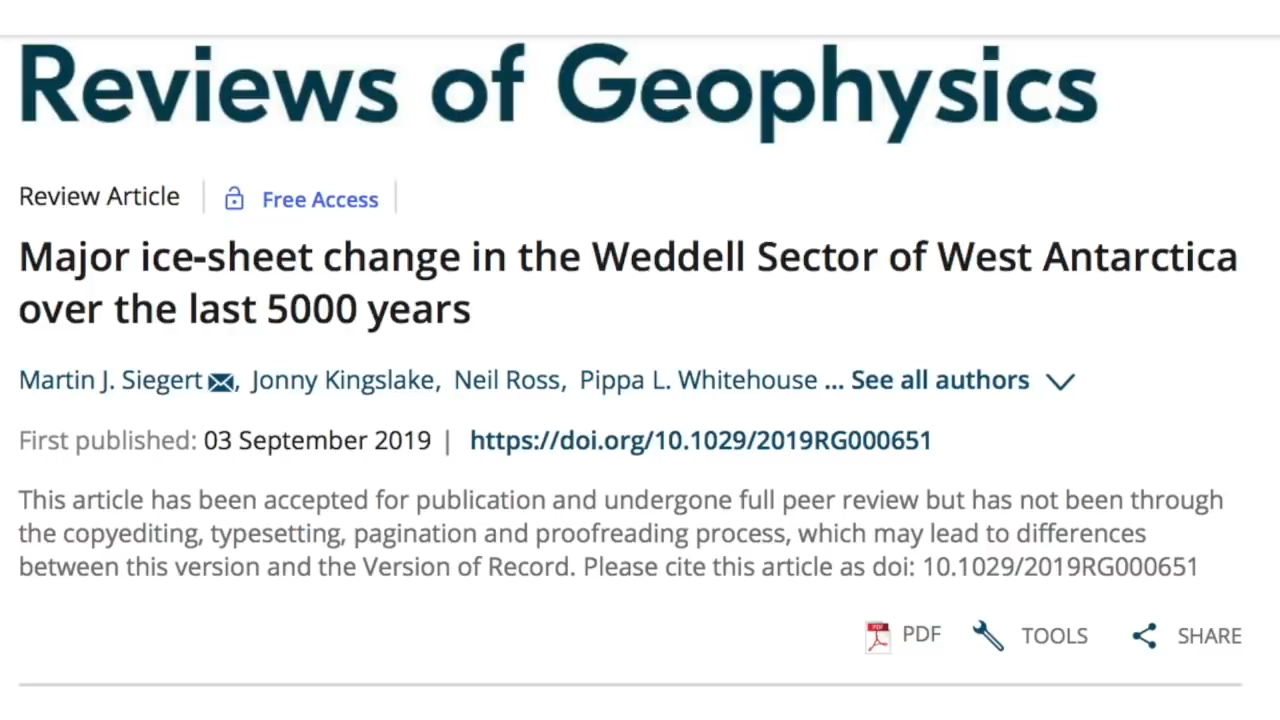 Reviews of Geophysics
Review Article
Free Access
Major ice-sheet change in the Weddell Sector of West Antarctica
over the last 5000 years
Martin J. Siegert, Jonny Kingslake, Neil Ross, Pippa L. Whitehouse ... See all authors
First published: 03 September 2019 | https://doi.org/10.1029/2019RG000651
This article has been accepted for publication and undergone full peer review but has not been through
the copyediting, typesetting, pagination and proofreading process, which may lead to differences
between this version and the Version of Record. Please cite this article as doi: 10.1029/2019RG000651
PDF TOOLS SHARE